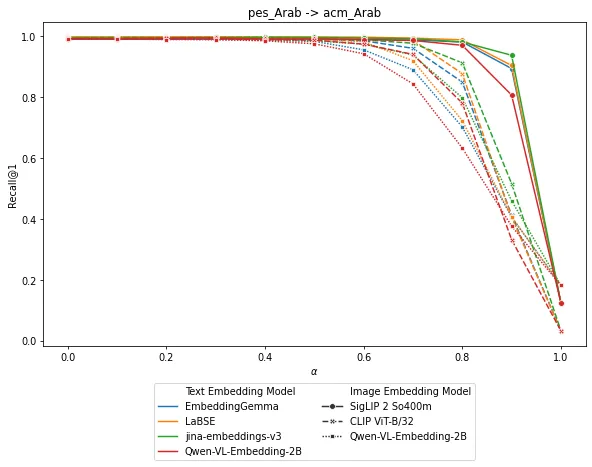 pes_Arab -> acm_Arab
1.0
0.8
0.6
0.4
0.2
0.0
Recall@1
0.0 0.2 0.4 0.6 0.8 1.0
α
Text Embedding Model
EmbeddingGemma
LaBSE
jina-embeddings-v3
Qwen-VL-Embedding-2B
Image Embedding Model
SigLIP 2 So400m
CLIP ViT-B/32
Qwen-VL-Embedding-2B